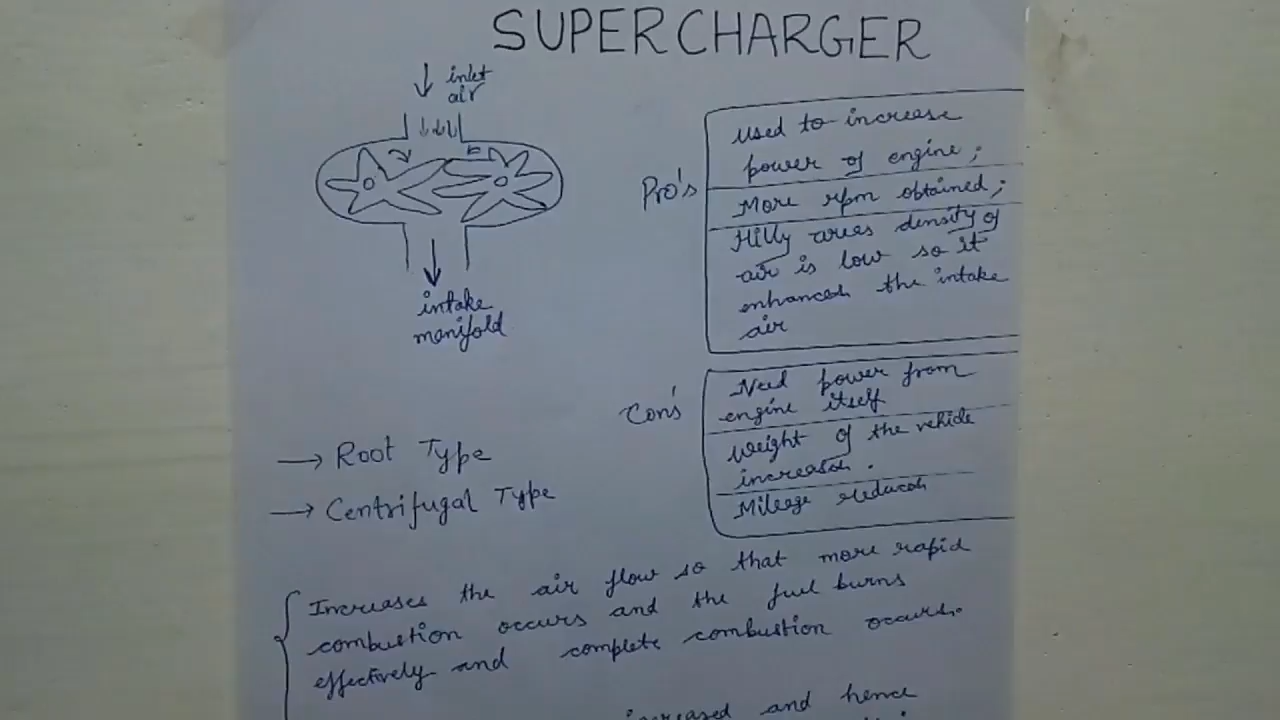 SUPERCHARGER
inlet
air
intake
manifold
Pro's
Used to increase
power of engine;
More rpm obtained;
Hilly areas density of
air is low so it
enhances the intake
air
Con's
Need power from
engine itself
Weight of the vehicle
increases.
Mileage reduces
→ Root Type
→ Centrifugal Type
Increases the air flow so that more rapid
combustion occurs and the fuel burns
effectively and complete combustion occurs.
increased and hence